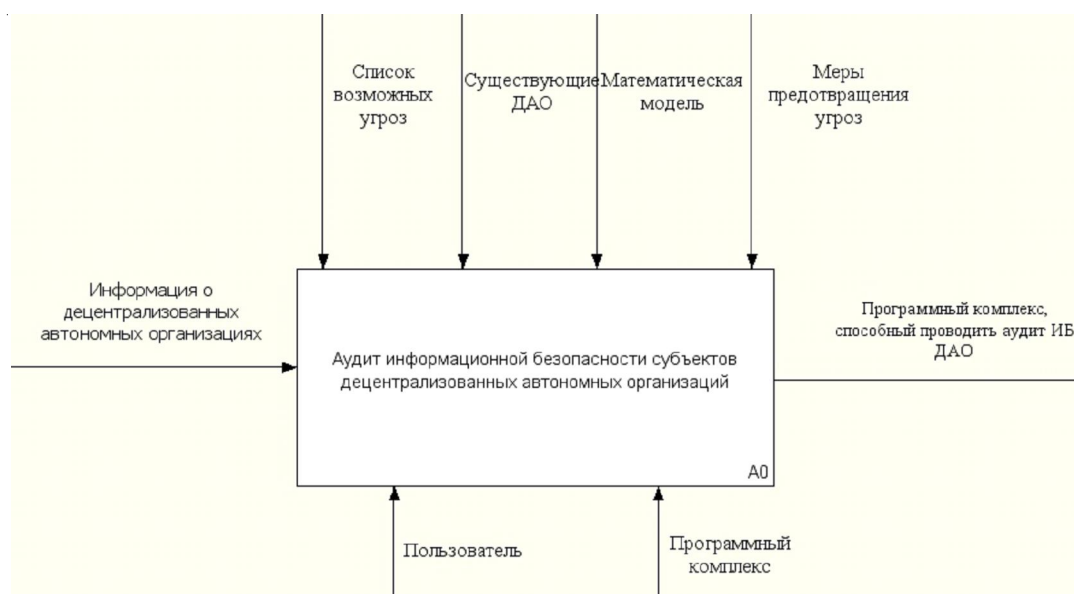 Список
возможных
угроз
Существующие
ДАО
Математическая
модель
Меры
предотвращения
угроз
Информация о
децентрализованных
автономных организациях
Аудит информационной безопасности субъектов
децентрализованных автономных организаций
A0
Программный комплекс,
способный проводить аудит ИБ
ДАО
Пользователь
Программный
комплекс